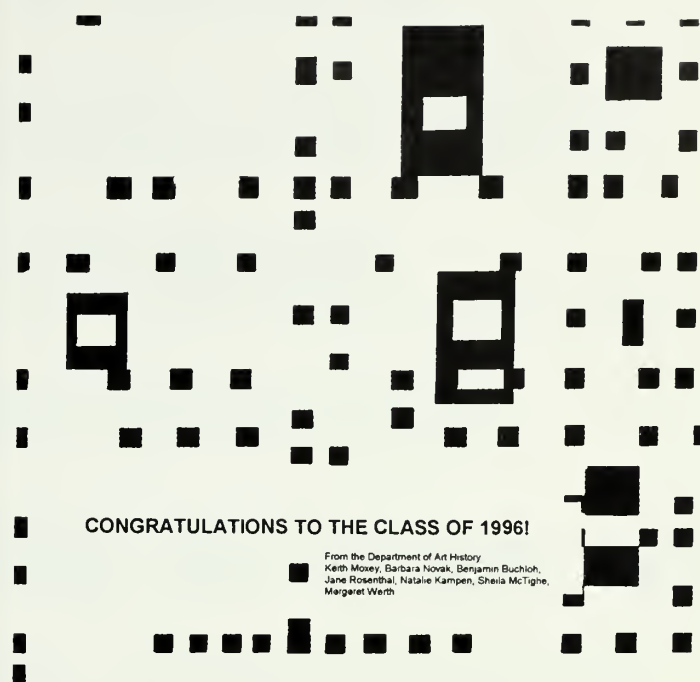 CONGRATULATIONS TO THE CLASS OF 1996!
From the Department of Art History
Keith Moxey, Barbara Novak, Benjamin Buchloh,
Jane Rosenthal, Natalie Kampen, Sheila McTighe,
Margaret Werth